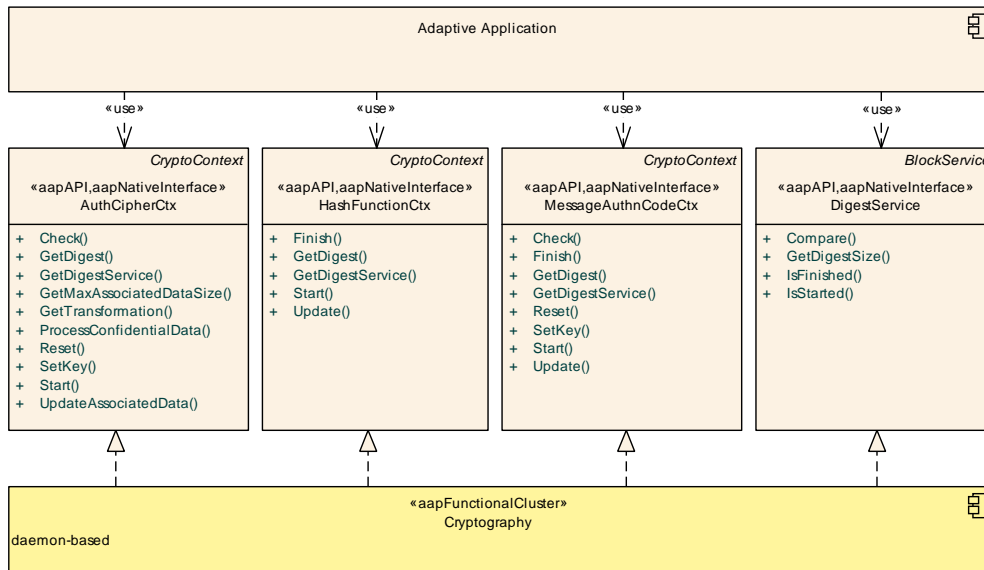 Adaptive Application
«use»
«use»
«use»
«use»
CryptoContext
«aapAPI,aapNativeInterface»
AuthCipherCtx
+ Check()
+ GetDigest()
+ GetDigestService()
+ GetMaxAssociatedDataSize()
+ GetTransformation()
+ ProcessConfidentialData()
+ Reset()
+ SetKey()
+ Start()
+ UpdateAssociatedData()
CryptoContext
«aapAPI,aapNativeInterface»
HashFunctionCtx
+ Finish()
+ GetDigest()
+ GetDigestService()
+ Start()
+ Update()
CryptoContext
«aapAPI,aapNativeInterface»
MessageAuthnCodeCtx
+ Check()
+ Finish()
+ GetDigest()
+ GetDigestService()
+ Reset()
+ SetKey()
+ Start()
+ Update()
BlockService
«aapAPI,aapNativeInterface»
DigestService
+ Compare()
+ GetDigestSize()
+ IsFinished()
+ IsStarted()
«aapFunctionalCluster»
Cryptography
daemon-based